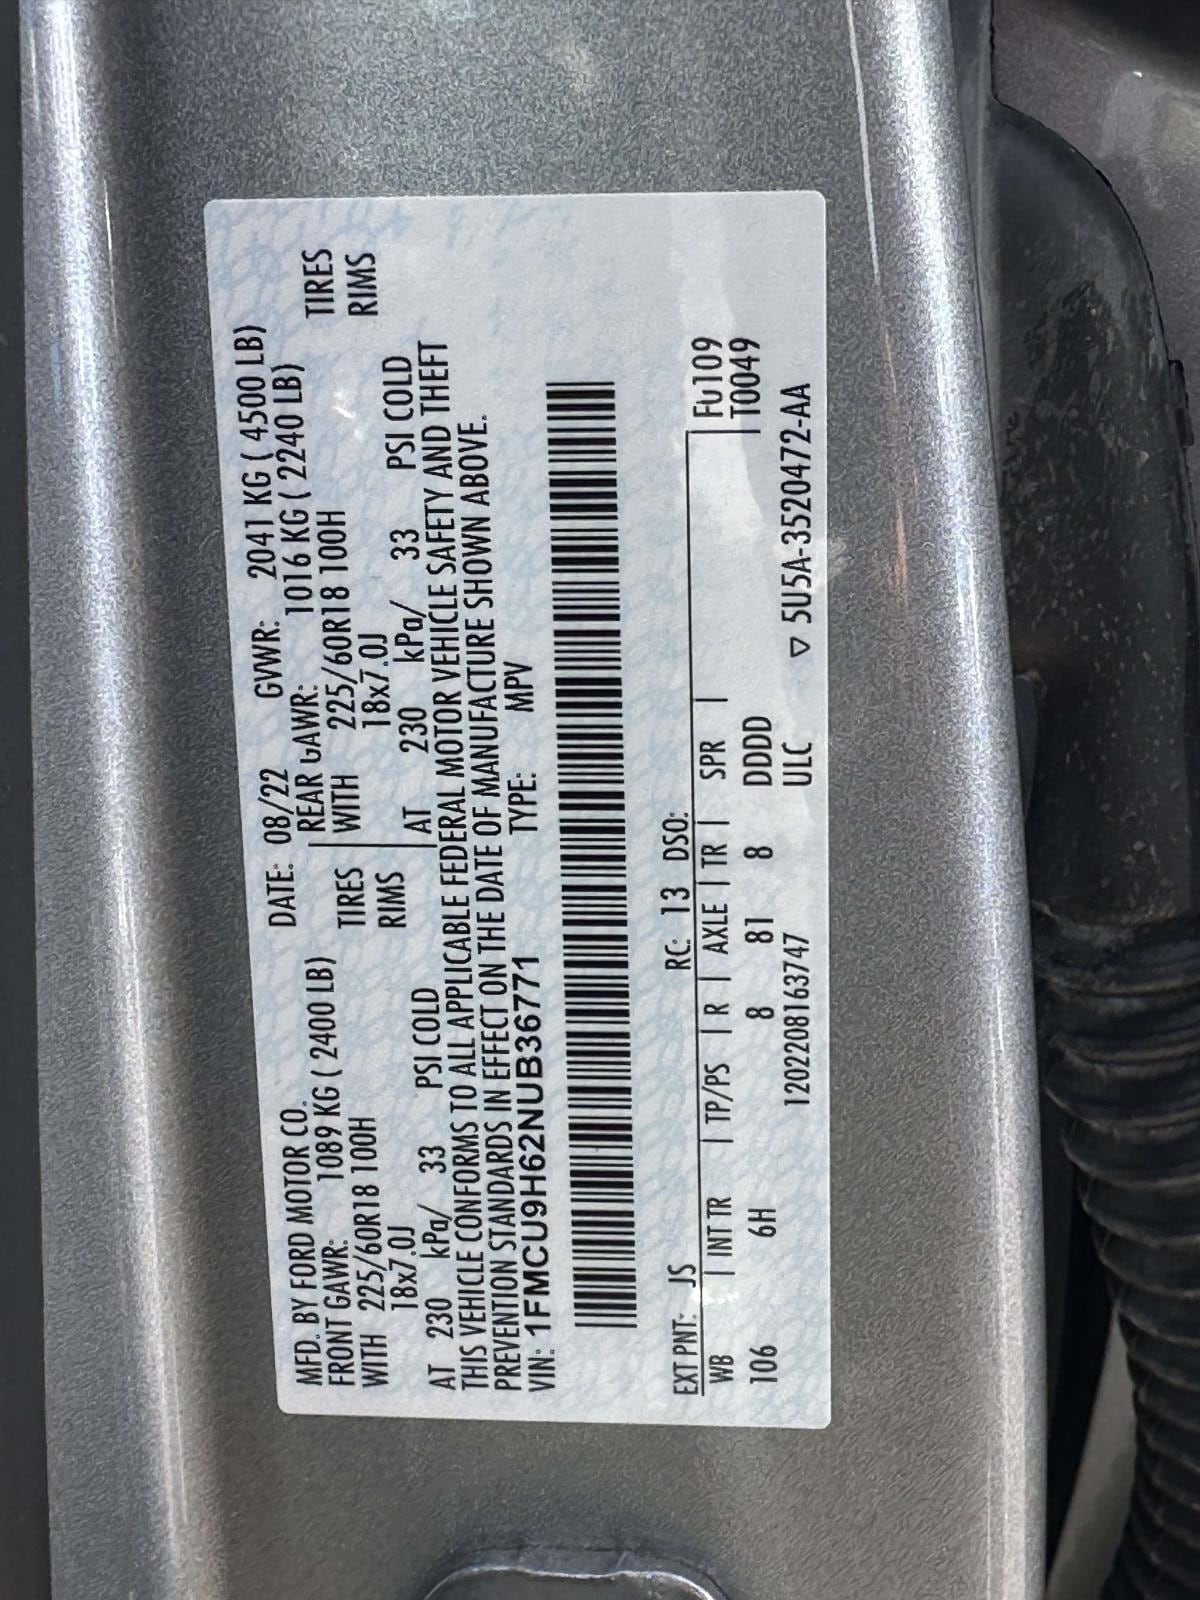 MFD. BY FORD MOTOR CO. DATE: 08/22 GVWR: 2041 KG ( 4500 LB)
FRONT GAWR: 1089 KG ( 2400 LB) REAR GAWR: 1016 KG ( 2240 LB)
WITH 225/60R18 100H TIRES WITH 225/60R18 100H TIRES
18x7.0J RIMS 18x7.0J RIMS
AT 230 kPa/ 33 PSI COLD AT 230 kPa/ 33 PSI COLD
THIS VEHICLE CONFORMS TO ALL APPLICABLE FEDERAL MOTOR VEHICLE SAFETY AND THEFT
PREVENTION STANDARDS IN EFFECT ON THE DATE OF MANUFACTURE SHOWN ABOVE.
VIN: 1FMCU9H62NUB36771 TYPE: MPV
EXT PNT: JS RC: 13 DSO:
WB | INT TR | TP/PS | R | AXLE | TR | SPR | Fu109
106 6H 8 81 8 DDDD T0049
1202208163747 ULC ▽ 5U5A-3520472-AA